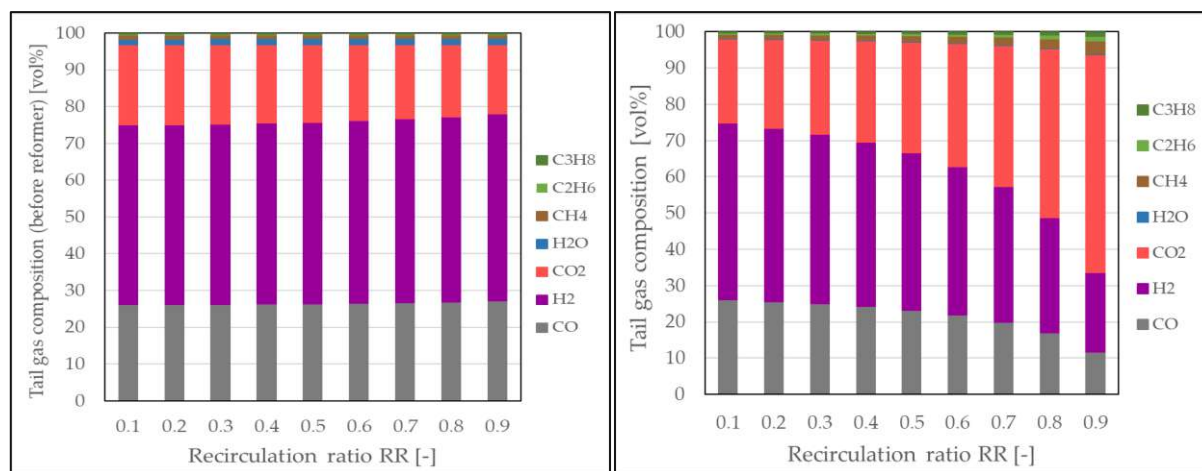 Tail gas composition (before reformer) [vol%]
100
90
80
70
60
50
40
30
20
10
0
0.1 0.2 0.3 0.4 0.5 0.6 0.7 0.8 0.9
Recirculation ratio RR [-]
C3H8
C2H6
CH4
H2O
CO2
H2
CO
Tail gas composition [vol%]
100
90
80
70
60
50
40
30
20
10
0
0.1 0.2 0.3 0.4 0.5 0.6 0.7 0.8 0.9
Recirculation ratio RR [-]
C3H8
C2H6
CH4
H2O
CO2
H2
CO